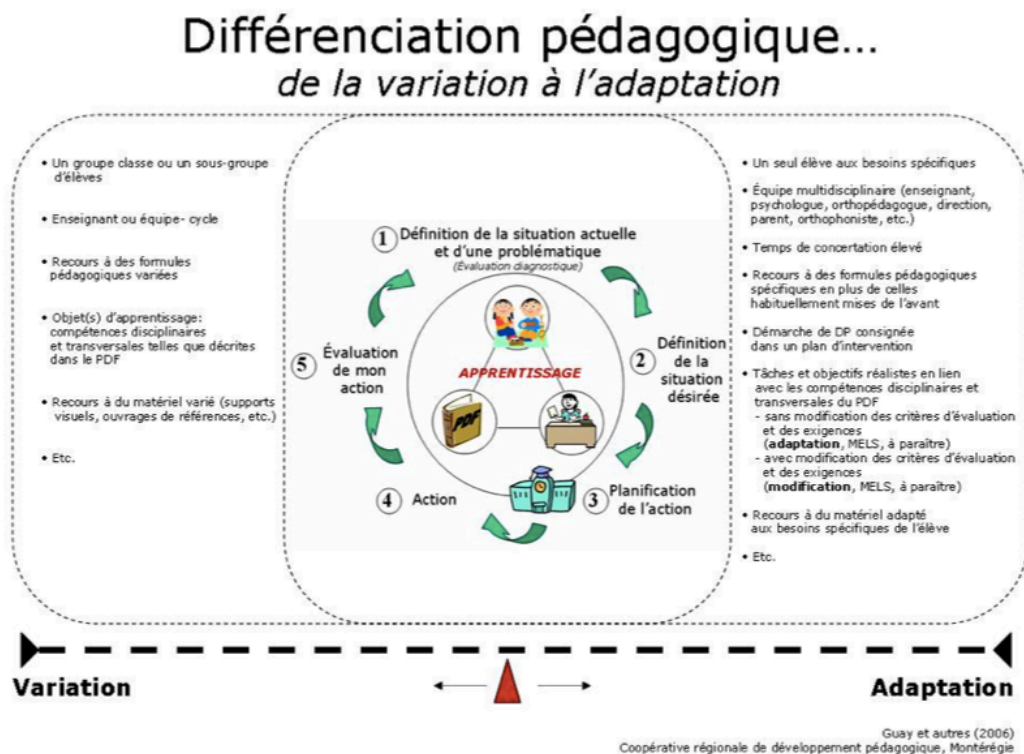 Différenciation pédagogique...
de la variation à l'adaptation
• Un groupe classe ou un sous-groupe
d'élèves
• Enseignant ou équipe- cycle
• Recours à des formules
pédagogiques variées
• Objet(s) d'apprentissage:
compétences disciplinaires
et transversales telles que décrites
dans le PDF
• Recours à du matériel varié (supports
visuels, ouvrages de références, etc.)
• Etc.
1 Définition de la situation actuelle
et d'une problématique
(Évaluation diagnostique)
2 Définition
de la
situation
désirée
3 Planification
de l'action
4 Action
5 Évaluation
de mon
action
APPRENTISSAGE
PDF
• Un seul élève aux besoins spécifiques
• Équipe multidisciplinaire (enseignant,
psychologue, orthopédagogue, direction,
parent, orthophoniste, etc.)
• Temps de concertation élevé
• Recours à des formules pédagogiques
spécifiques en plus de celles
habituellement mises de l'avant
• Démarche de DP consignée
dans un plan d'intervention
• Tâches et objectifs réalistes en lien
avec les compétences disciplinaires et
transversales du PDF
- sans modification des critères d'évaluation
et des exigences
(adaptation, MELS, à paraître)
- avec modification des critères d'évaluation
et des exigences
(modification, MELS, à paraître)
• Recours à du matériel adapté
aux besoins spécifiques de l'élève
• Etc.
Variation
Adaptation
Guay et autres (2006)
Coopérative régionale de développement pédagogique, Montérégie